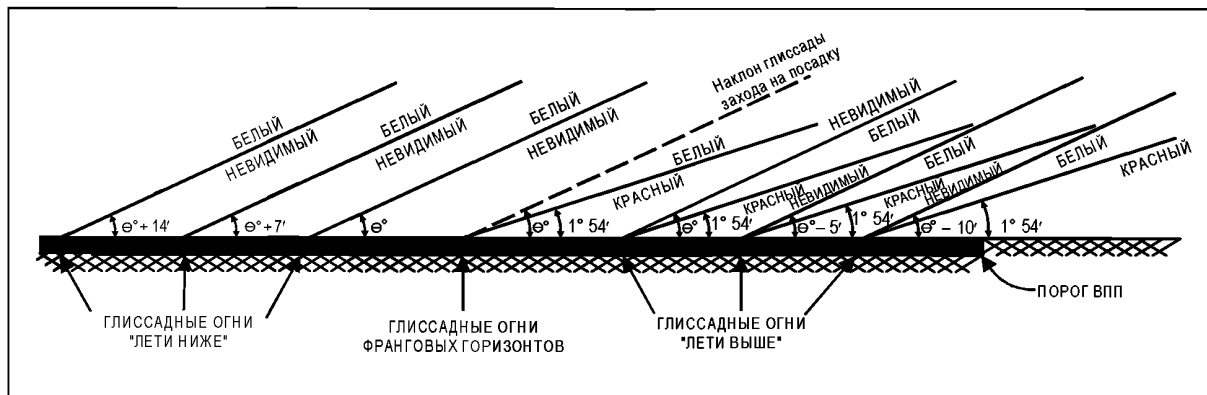 Наклон глиссады
захода на посадку
БЕЛЫЙ
НЕВИДИМЫЙ
БЕЛЫЙ
НЕВИДИМЫЙ
БЕЛЫЙ
НЕВИДИМЫЙ
БЕЛЫЙ
КРАСНЫЙ
НЕВИДИМЫЙ
БЕЛЫЙ
КРАСНЫЙ
НЕВИДИМЫЙ
БЕЛЫЙ
КРАСНЫЙ
НЕВИДИМЫЙ
БЕЛЫЙ
КРАСНЫЙ
Ɵ° + 14′
Ɵ° + 7′
Ɵ°
Ɵ°
1° 54′
Ɵ°
1° 54′
Ɵ° – 5′
1° 54′
Ɵ° – 10′
1° 54′
ПОРОГ ВПП
ГЛИССАДНЫЕ ОГНИ
"ЛЕТИ НИЖЕ"
ГЛИССАДНЫЕ ОГНИ
ФРАНГОВЫХ ГОРИЗОНТОВ
ГЛИССАДНЫЕ ОГНИ
"ЛЕТИ ВЫШЕ"